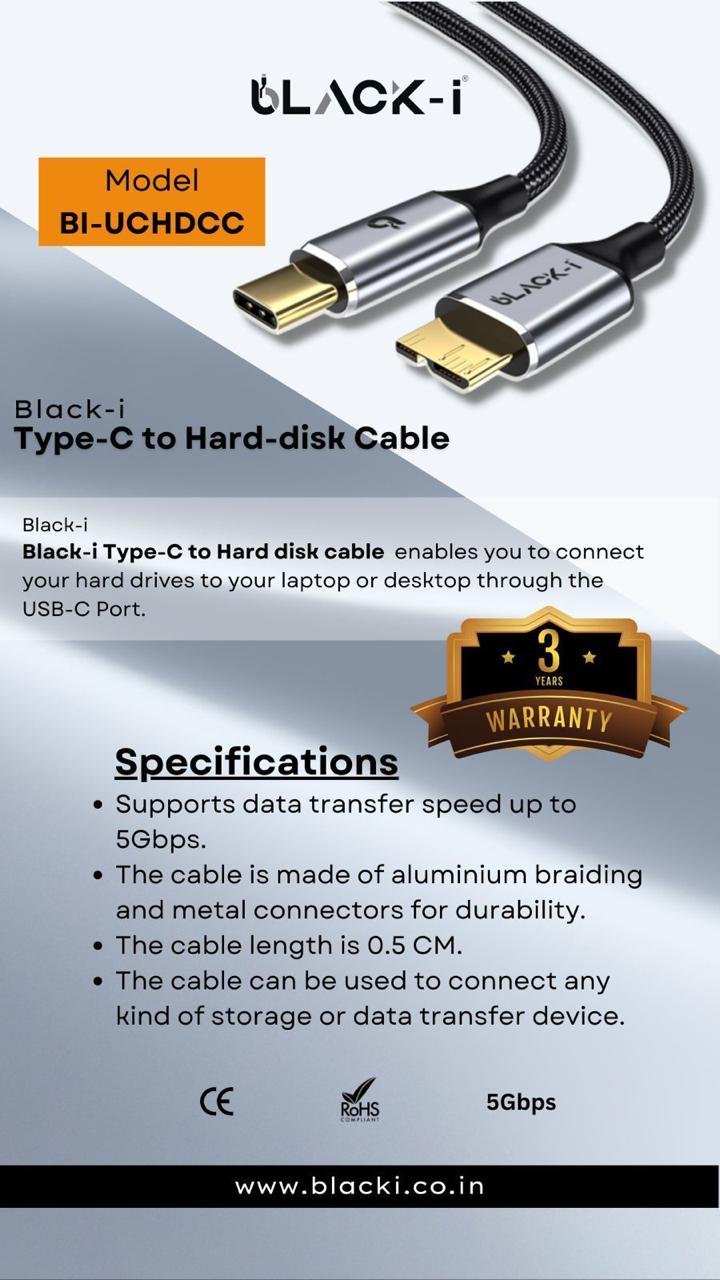 bLACK-i®
Model
BI-UCHDCC
bLACK-i
Black-i
Type-C to Hard-disk Cable
Black-i
Black-i Type-C to Hard disk cable enables you to connect
your hard drives to your laptop or desktop through the
USB-C Port.
3
YEARS
WARRANTY
Specifications
• Supports data transfer speed up to
5Gbps.
• The cable is made of aluminium braiding
and metal connectors for durability.
• The cable length is 0.5 CM.
• The cable can be used to connect any
kind of storage or data transfer device.
CE
RoHS
COMPLIANT
5Gbps
www.blacki.co.in